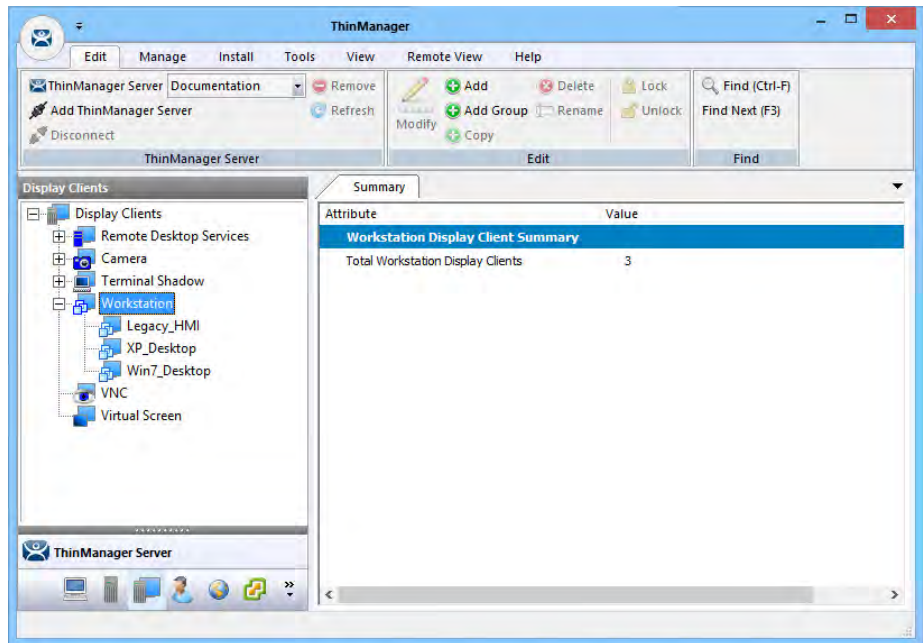 ThinManager
Edit Manage Install Tools View Remote View Help
ThinManager Server Documentation Remove Add Delete Lock Find (Ctrl-F)
Add ThinManager Server Refresh Modify Add Group Rename Unlock Find Next (F3)
Disconnect Copy
ThinManager Server Edit Find
Display Clients
Display Clients
Remote Desktop Services
Camera
Terminal Shadow
Workstation
Legacy_HMI
XP_Desktop
Win7_Desktop
VNC
Virtual Screen
ThinManager Server
Summary
Attribute Value
Workstation Display Client Summary
Total Workstation Display Clients 3